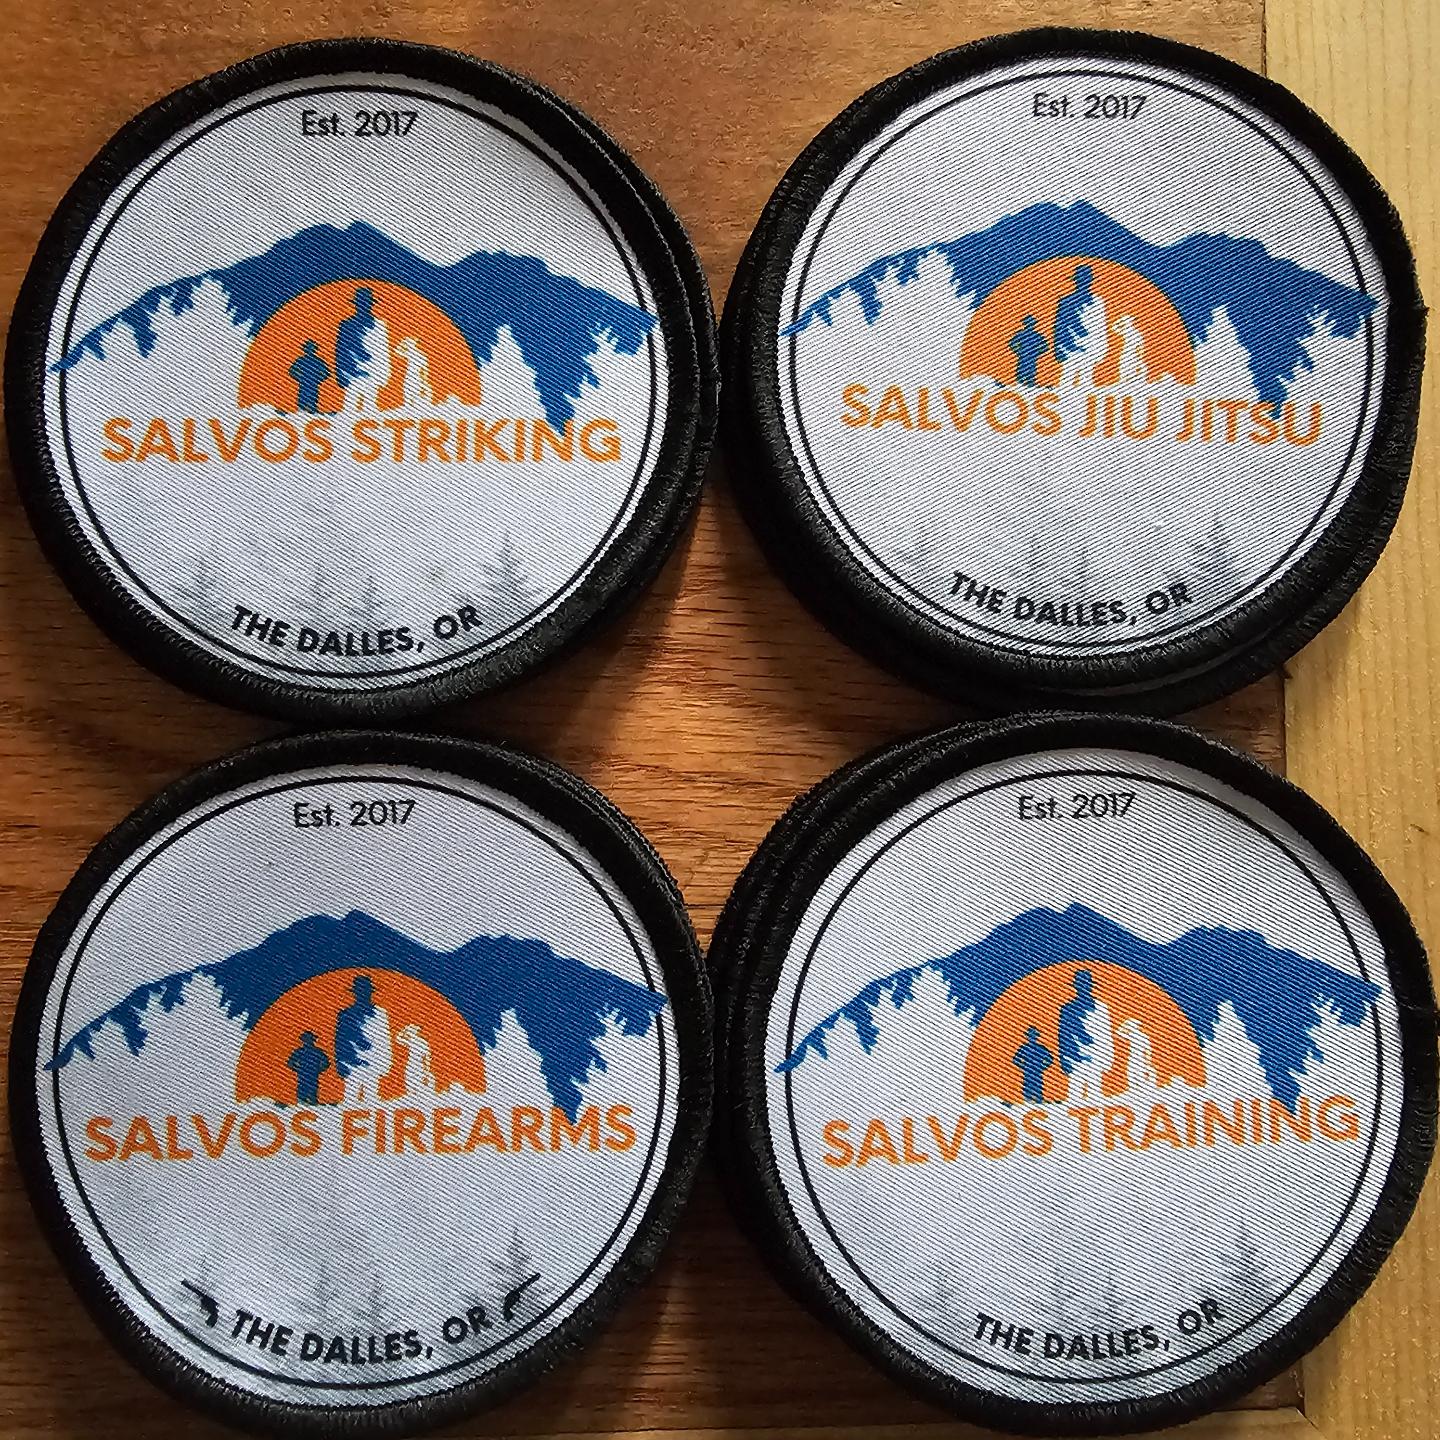 Est. 2017
SALVOS STRIKING
THE DALLES, OR
Est. 2017
SALVOS JIU JITSU
THE DALLES, OR
Est. 2017
SALVOS FIREARMS
THE DALLES, OR
Est. 2017
SALVOS TRAINING
THE DALLES, OR